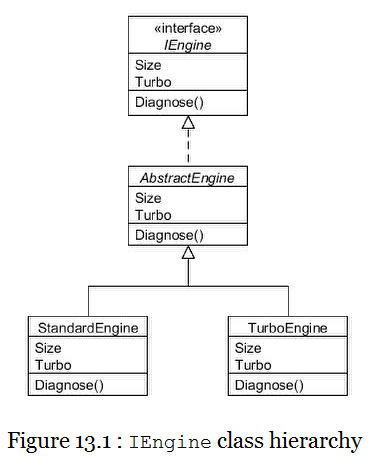 «interface»
IEngine
Size
Turbo
Diagnose()
AbstractEngine
Size
Turbo
Diagnose()
StandardEngine
Size
Turbo
Diagnose()
TurboEngine
Size
Turbo
Diagnose()
Figure 13.1 : IEngine class hierarchy